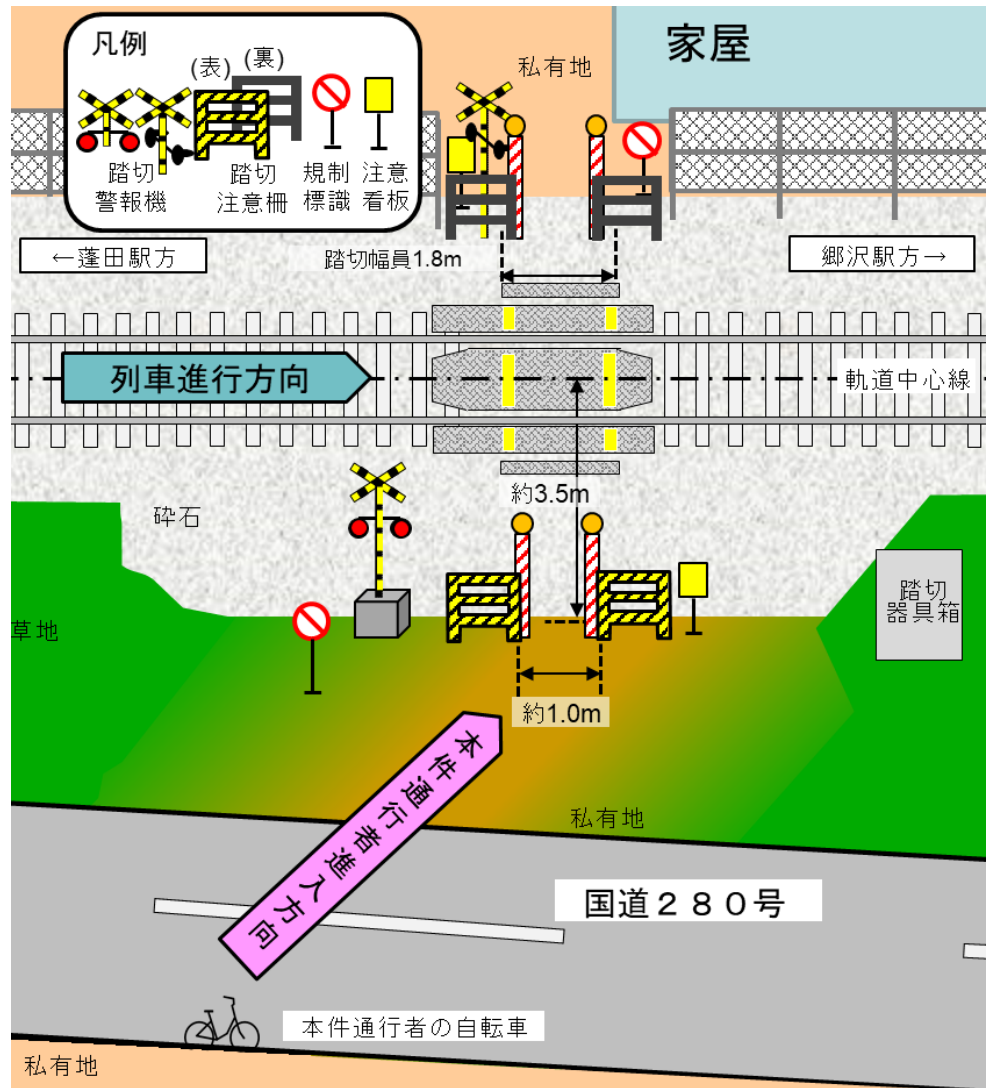 凡例
(表)
(裏)
踏切
警報機
踏切
注意柵
規制
標識
注意
看板
私有地
家屋
←蓬田駅方
踏切幅員1.8m
郷沢駅方→
列車進行方向
軌道中心線
約3.5m
砕石
草地
踏切
器具箱
約1.0m
本件通行者進入方向
私有地
国道280号
本件通行者の自転車
私有地